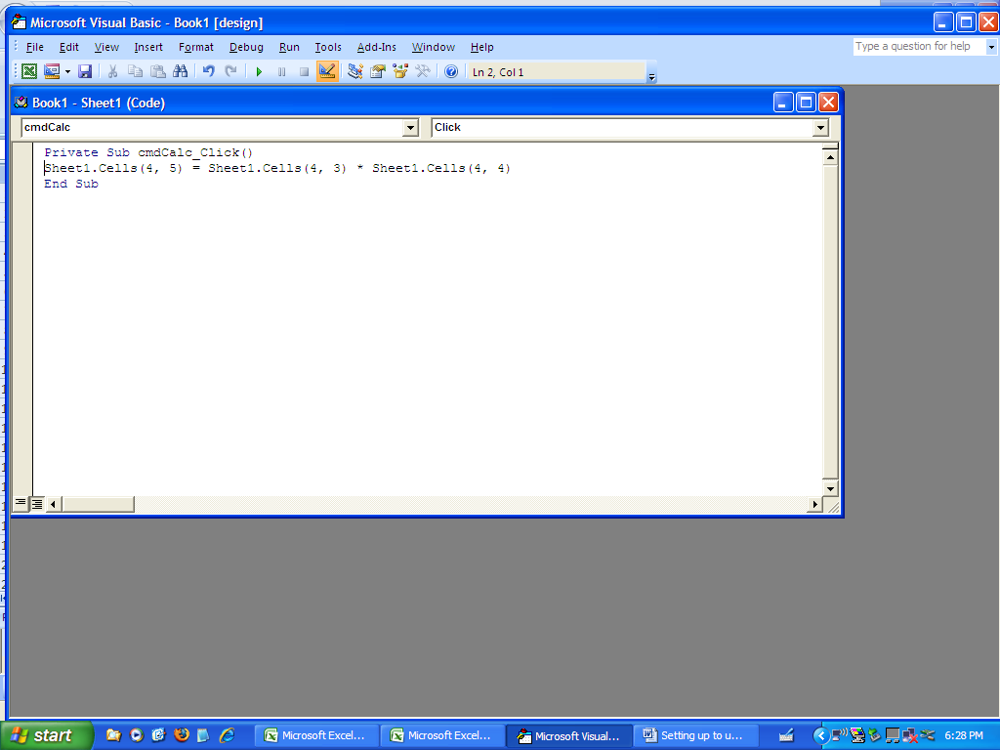 Microsoft Visual Basic - Book1 [design]
File Edit View Insert Format Debug Run Tools Add-Ins Window Help
Type a question for help
Ln 2, Col 1
Book1 - Sheet1 (Code)
cmdCalc
Click
Private Sub cmdCalc_Click()
Sheet1.Cells(4, 5) = Sheet1.Cells(4, 3) * Sheet1.Cells(4, 4)
End Sub
start
Microsoft Excel...
Microsoft Excel...
Microsoft Visual...
Setting up to u...
6:28 PM